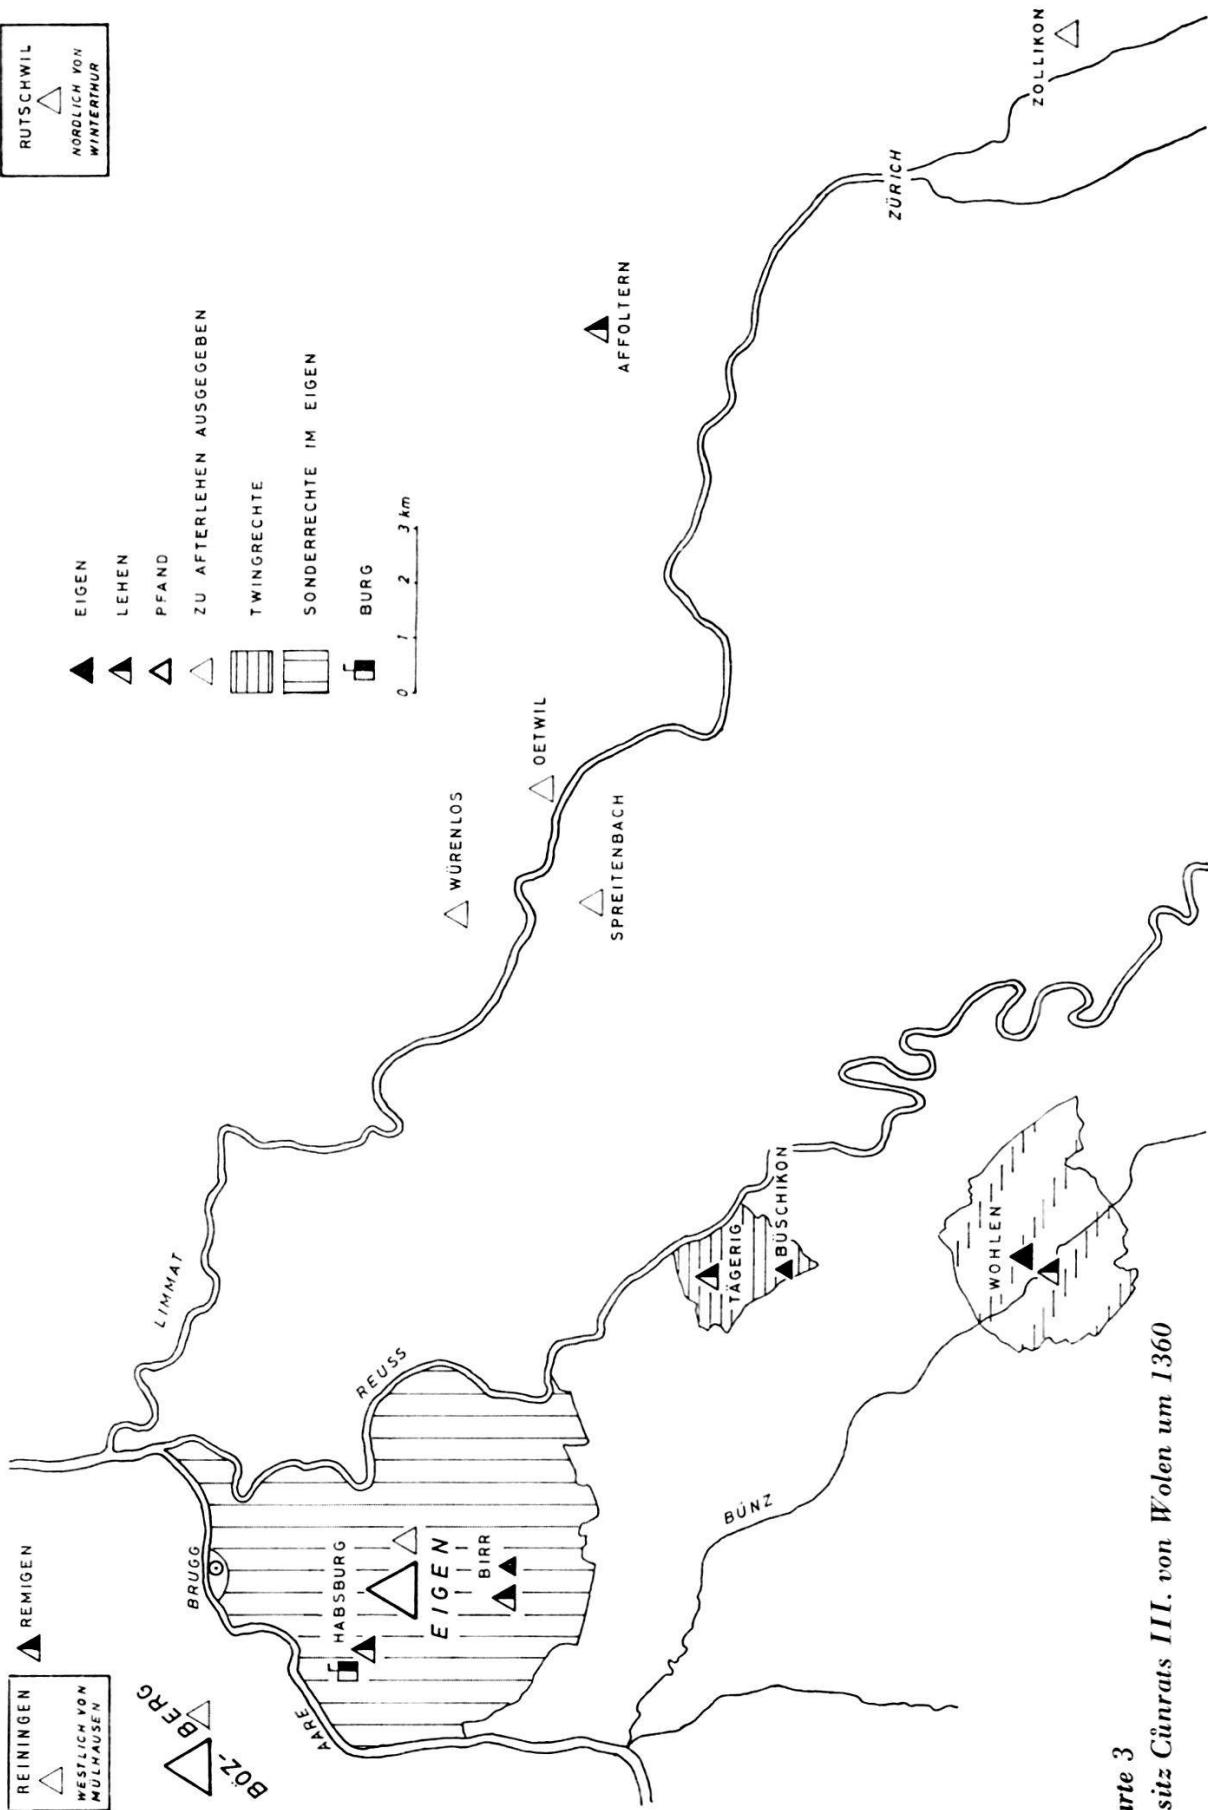 REININGEN
WESTLICH VON
MÜLHAUSEN
REMIGEN
RUTSCHWIL
NÖRDLICH VON
WINTERTHUR
EIGEN
LEHEN
PFAND
ZU AFTERLEHEN AUSGEGEBEN
TWINGRECHTE
SONDERRECHTE IM EIGEN
BURG
0 1 2 3 km
BÖZ-
BERG
BRUGG
LIMMAT
AARE
HABSBURG
REUSS
EIGEN
BIRR
WÜRENLOS
OETWIL
SPREITENBACH
AFFOLTERN
ZÜRICH
ZOLLIKON
TÄGERIG
BÜSCHIKON
BÜNZ
WOHLEN
rte 3
sitz Cünrats III. von Wolen um 1360